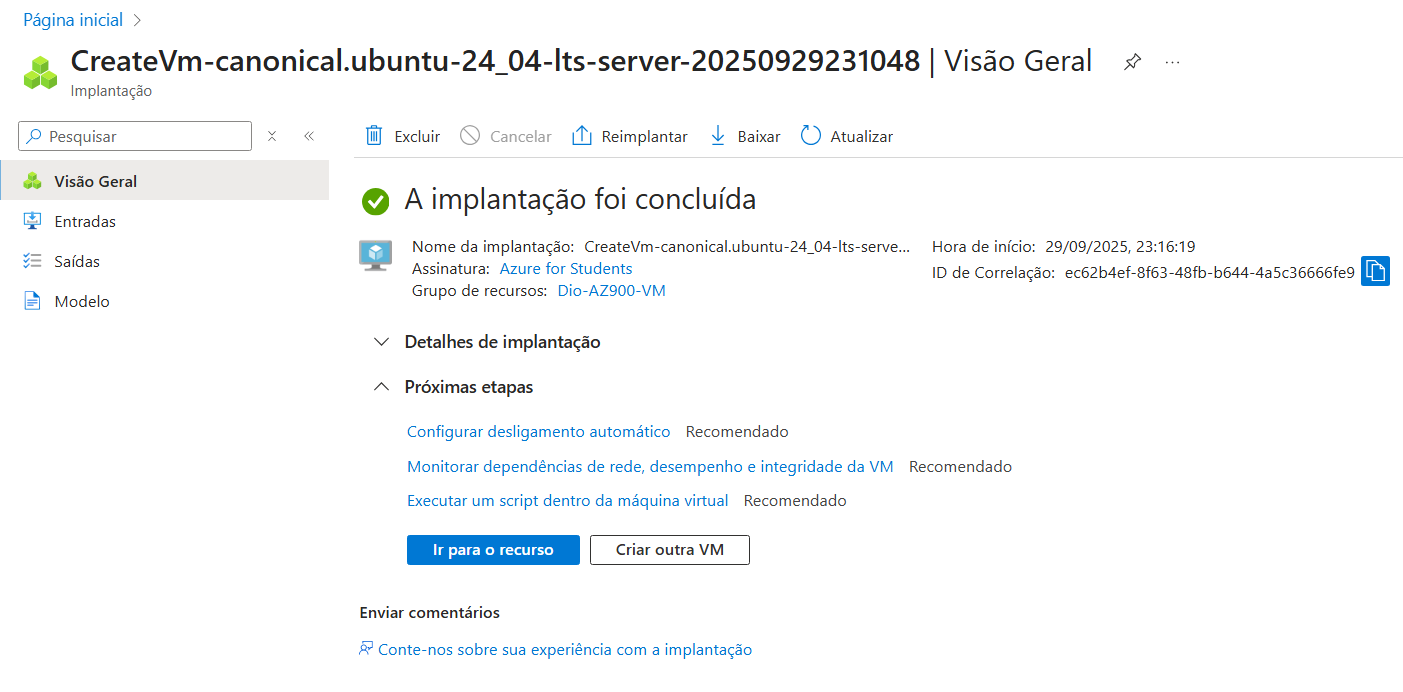 Página inicial
CreateVm-canonical.ubuntu-24_04-lts-server-20250929231048 | Visão Geral
Implantação
Pesquisar
Visão Geral
Entradas
Saídas
Modelo
Excluir Cancelar Reimplantar Baixar Atualizar
A implantação foi concluída
Nome da implantação: CreateVm-canonical.ubuntu-24_04-lts-serve...
Assinatura: Azure for Students
Grupo de recursos: Dio-AZ900-VM
Hora de início: 29/09/2025, 23:16:19
ID de Correlação: ec62b4ef-8f63-48fb-b644-4a5c36666fe9
Detalhes de implantação
Próximas etapas
Configurar desligamento automático Recomendado
Monitorar dependências de rede, desempenho e integridade da VM Recomendado
Executar um script dentro da máquina virtual Recomendado
Ir para o recurso Criar outra VM
Enviar comentários
Conte-nos sobre sua experiência com a implantação